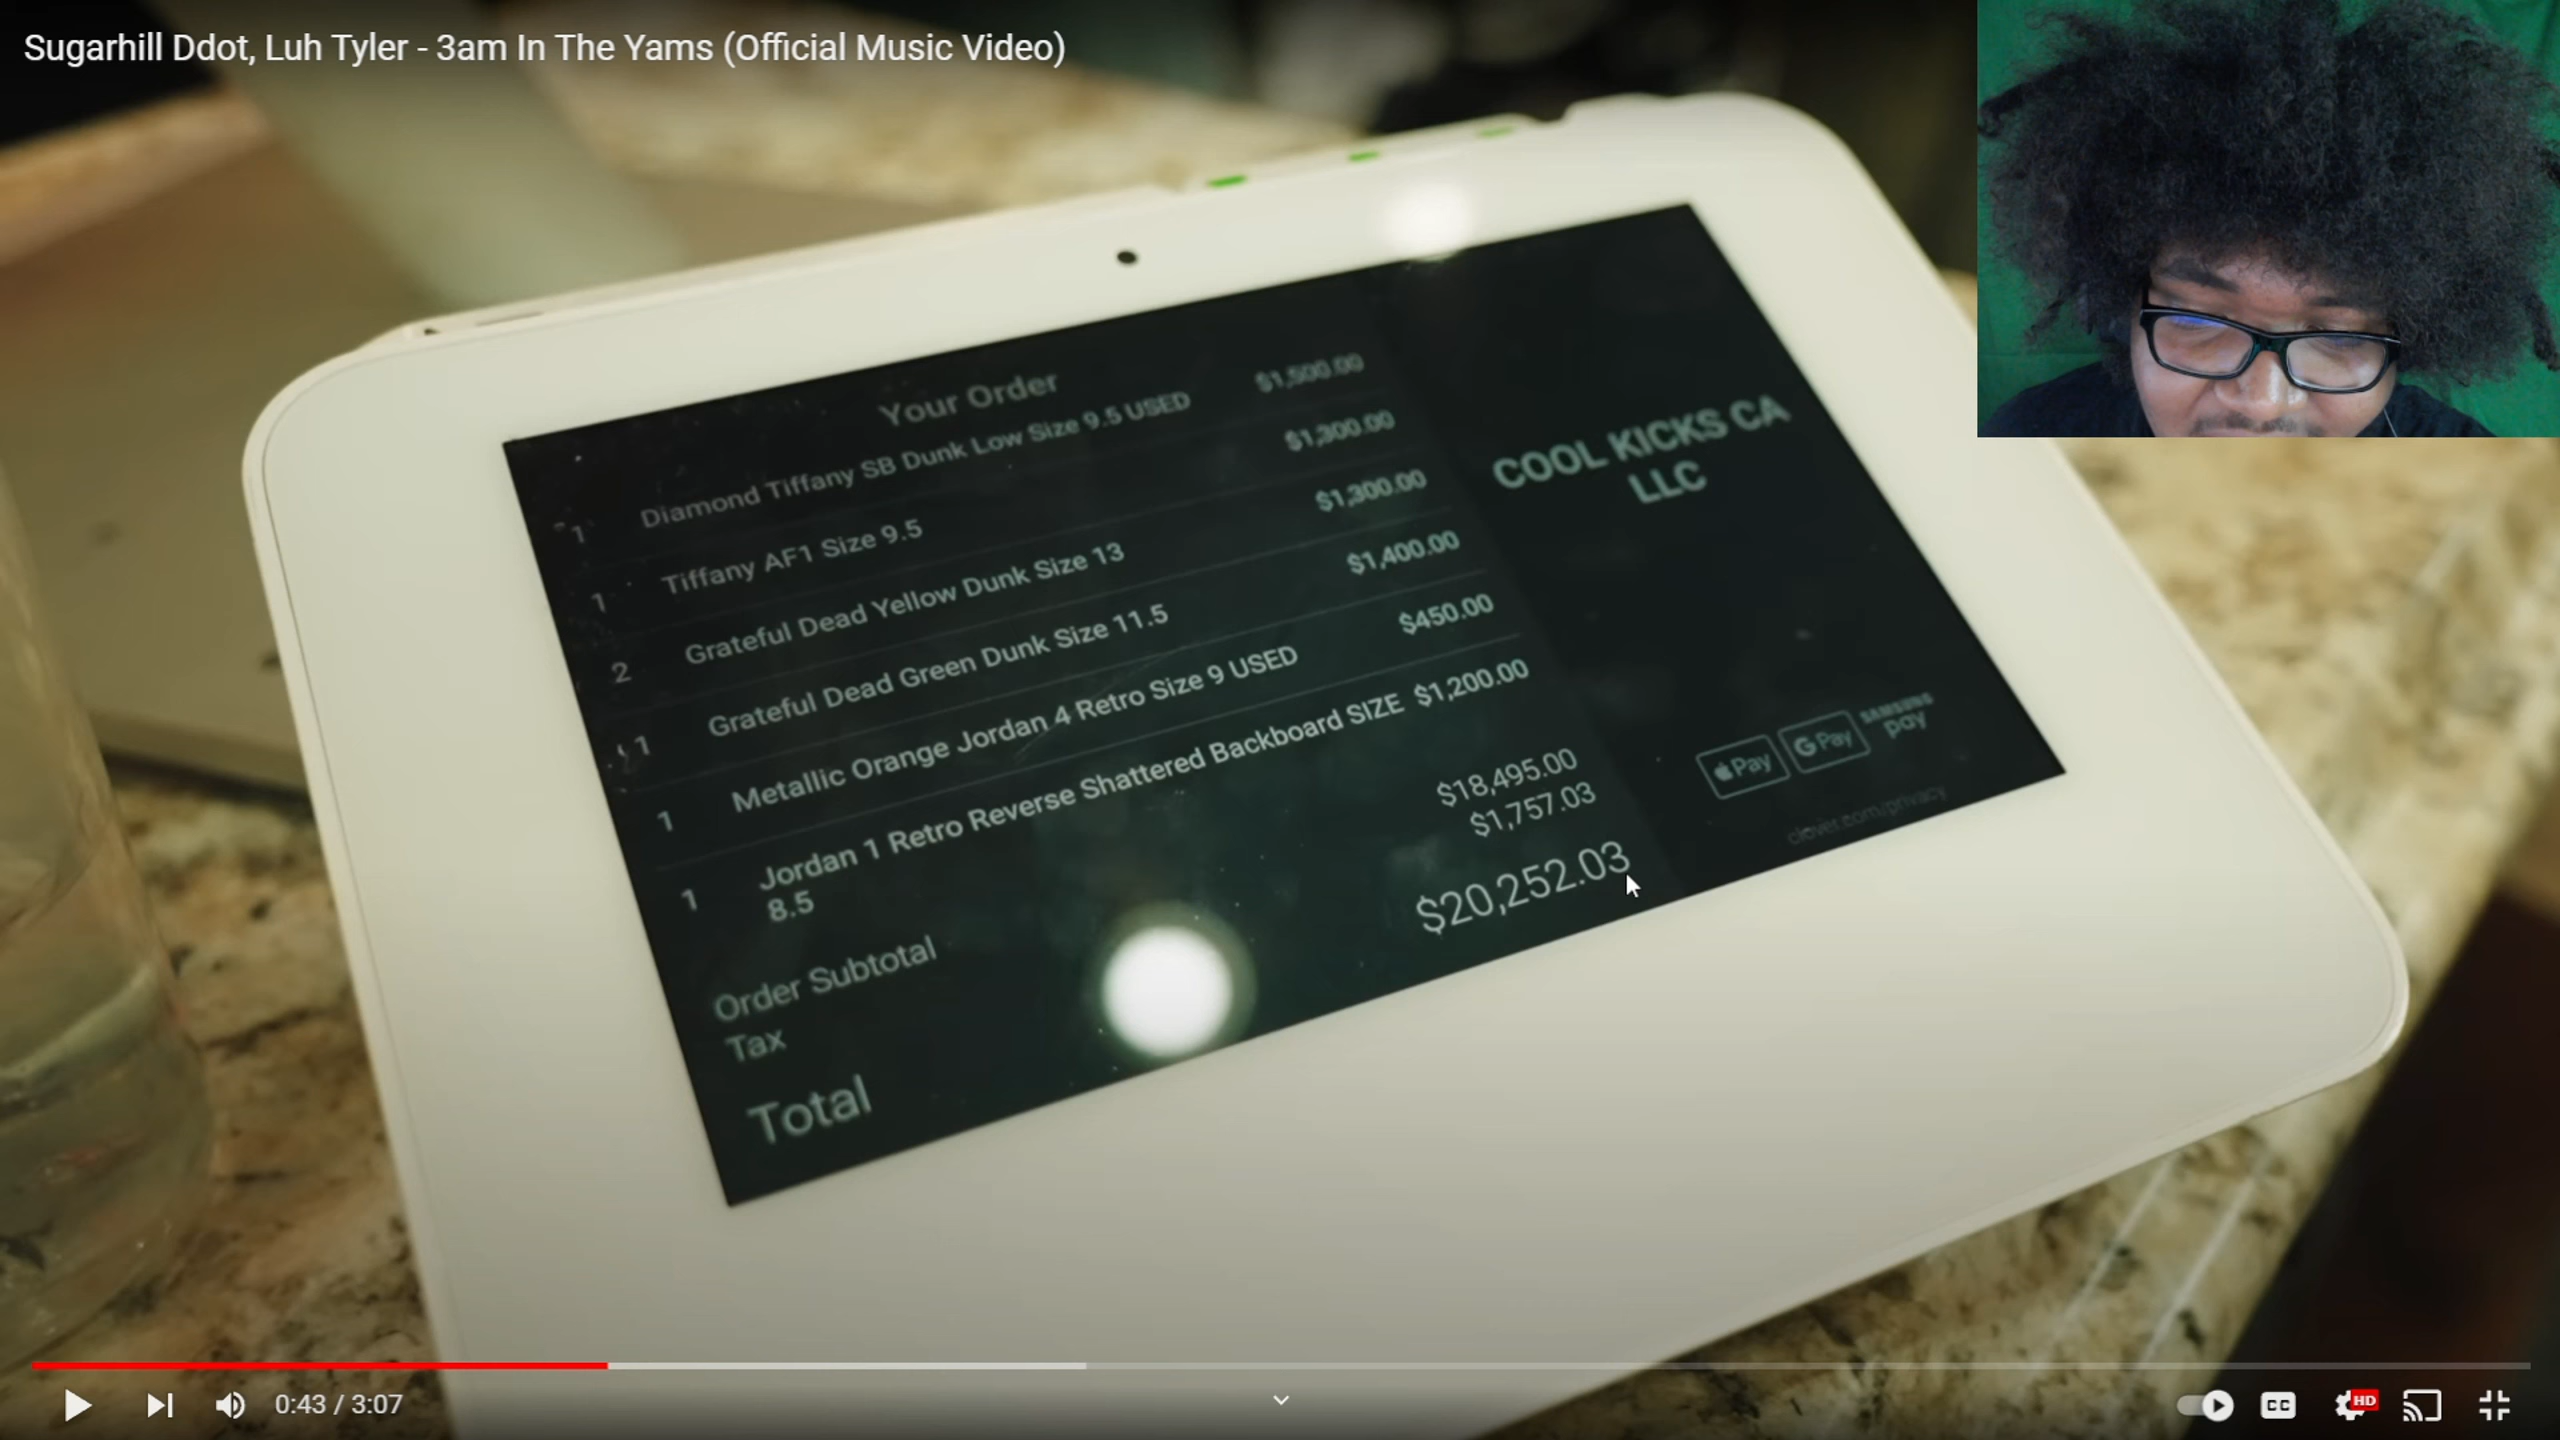 Sugarhill Ddot, Luh Tyler - 3am In The Yams (Official Music Video)
Your Order
1 Diamond Tiffany SB Dunk Low Size 9.5 USED $1,500.00
1 Tiffany AF1 Size 9.5 $1,300.00
2 Grateful Dead Yellow Dunk Size 13 $1,300.00
1 Grateful Dead Green Dunk Size 11.5 $1,400.00
1 Metallic Orange Jordan 4 Retro Size 9 USED $450.00
1 Jordan 1 Retro Reverse Shattered Backboard SIZE $1,200.00
8.5
Order Subtotal $18,495.00
Tax $1,757.03
Total $20,252.03
COOL KICKS CA
LLC
Pay G Pay SAMSUNG
pay
clover.com/privacy
0:43 / 3:07
CC
HD